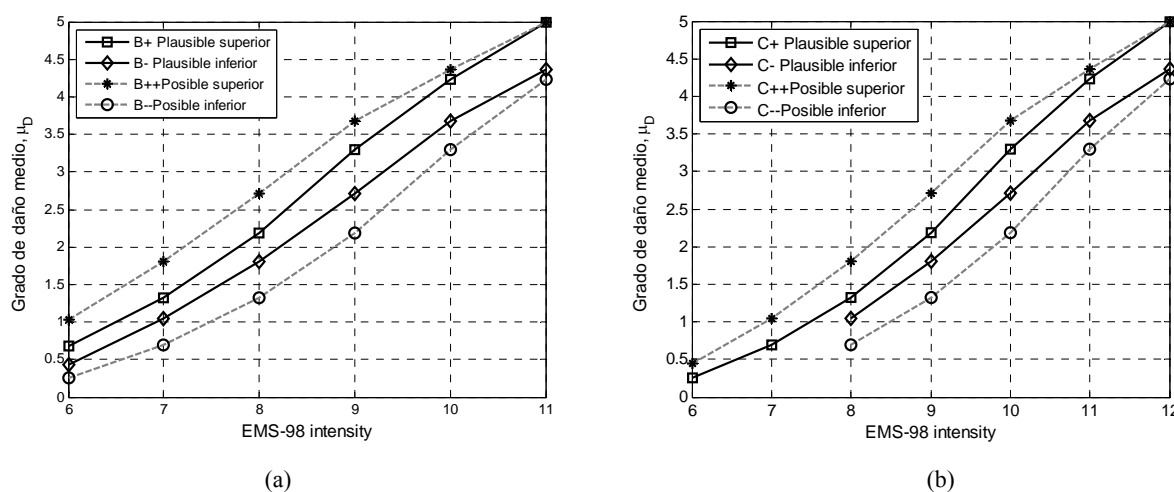 5
4.5
4
3.5
3
2.5
2
1.5
1
0.5
0
Grado de daño medio, μD
B+ Plausible superior
B- Plausible inferior
B++Posible superior
B--Posible inferior
6 7 8 9 10 11
EMS-98 intensity
(a)
5
4.5
4
3.5
3
2.5
2
1.5
1
0.5
0
Grado de daño medio, μD
C+ Plausible superior
C- Plausible inferior
C++Posible superior
C--Posible inferior
6 7 8 9 10 11 12
EMS-98 intensity
(b)